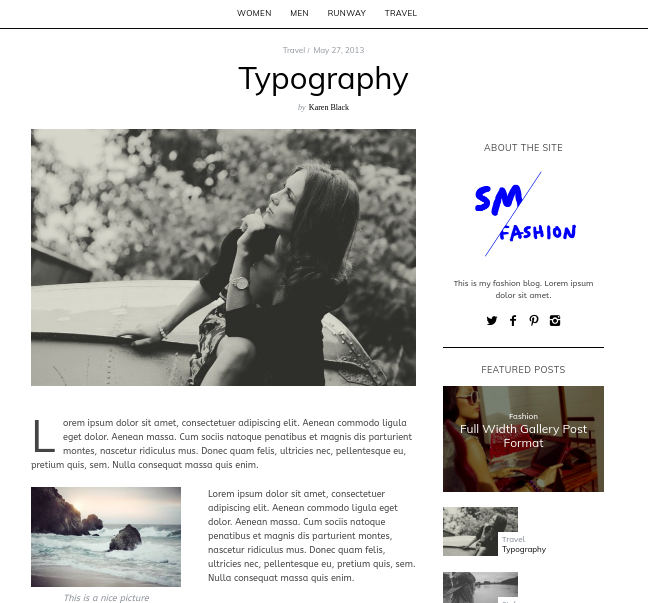 WOMEN MEN RUNWAY TRAVEL
Travel / May 27, 2013
Typography
by Karen Black
Lorem ipsum dolor sit amet, consectetuer adipiscing elit. Aenean commodo ligula
eget dolor. Aenean massa. Cum sociis natoque penatibus et magnis dis parturient
montes, nascetur ridiculus mus. Donec quam felis, ultricies nec, pellentesque eu,
pretium quis, sem. Nulla consequat massa quis enim.
Lorem ipsum dolor sit amet, consectetuer
adipiscing elit. Aenean commodo ligula eget
dolor. Aenean massa. Cum sociis natoque
penatibus et magnis dis parturient montes,
nascetur ridiculus mus. Donec quam felis,
ultricies nec, pellentesque eu, pretium quis, sem.
Nulla consequat massa quis enim.
This is a nice picture
ABOUT THE SITE
SM
FASHION
This is my fashion blog. Lorem ipsum
dolor sit amet.
FEATURED POSTS
Fashion
Full Width Gallery Post
Format
Travel
Typography